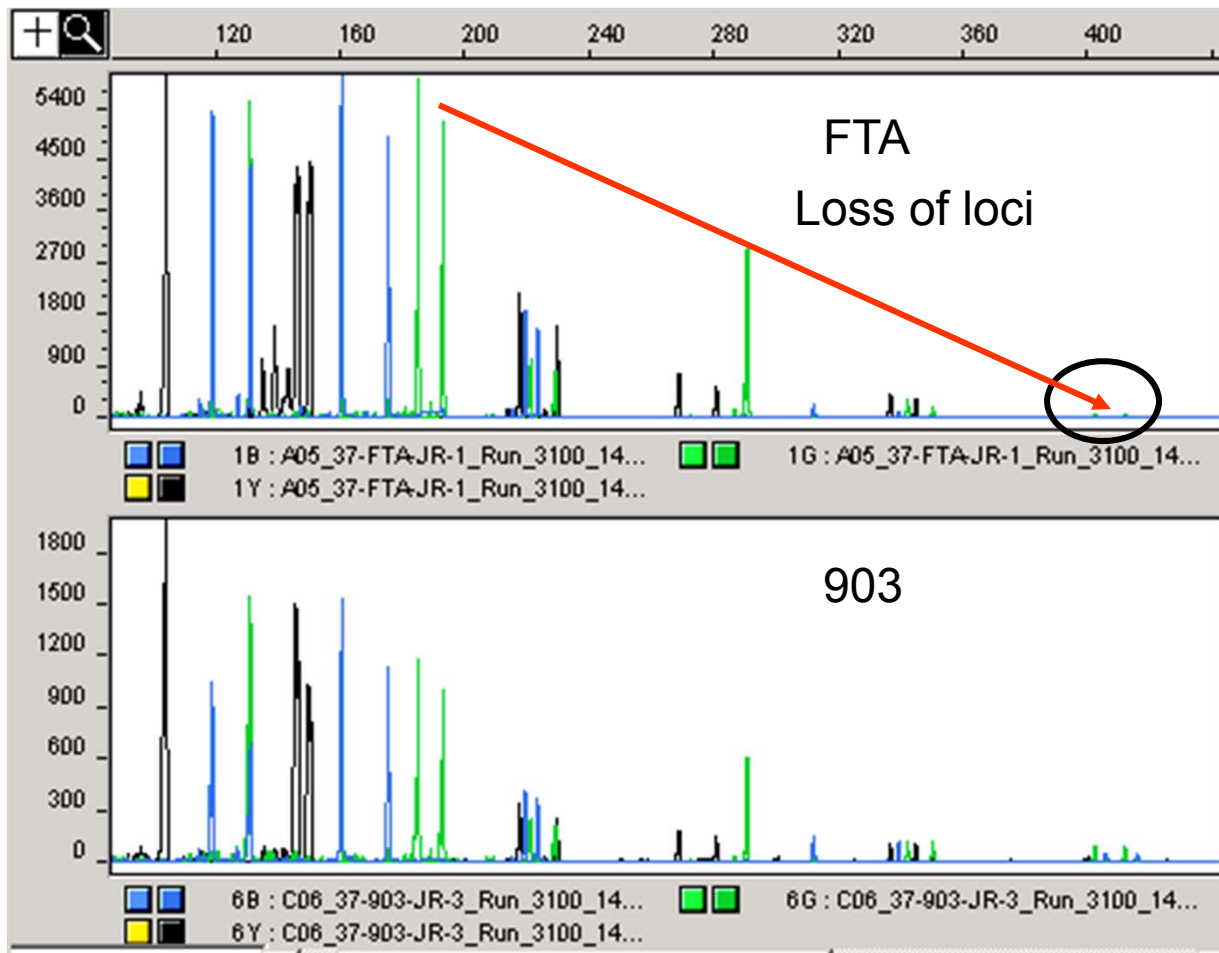 120 160 200 240 280 320 360 400
5400
4500
3600
2700
1800
900
0
FTA
Loss of loci
1B : A05_37-FTA-JR-1_Run_3100_14... 1G : A05_37-FTA-JR-1_Run_3100_14...
1Y : A05_37-FTA-JR-1_Run_3100_14...
1800
1500
1200
900
600
300
0
903
6B : C06_37-903-JR-3_Run_3100_14... 6G : C06_37-903-JR-3_Run_3100_14...
6Y : C06_37-903-JR-3_Run_3100_14...